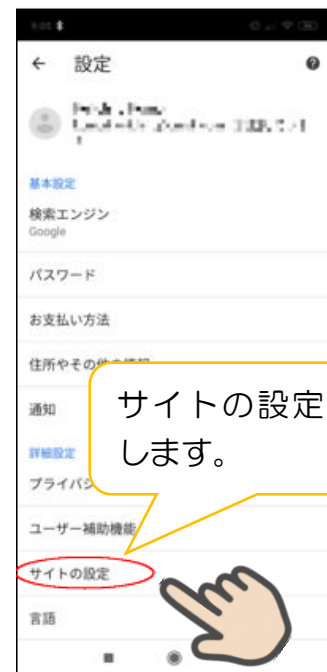 設定
基本設定
検索エンジン
Google
パスワード
お支払い方法
住所やその他
通知
サイトの設定
します。
詳細設定
プライバシ
ユーザー補助機能
サイトの設定
言語